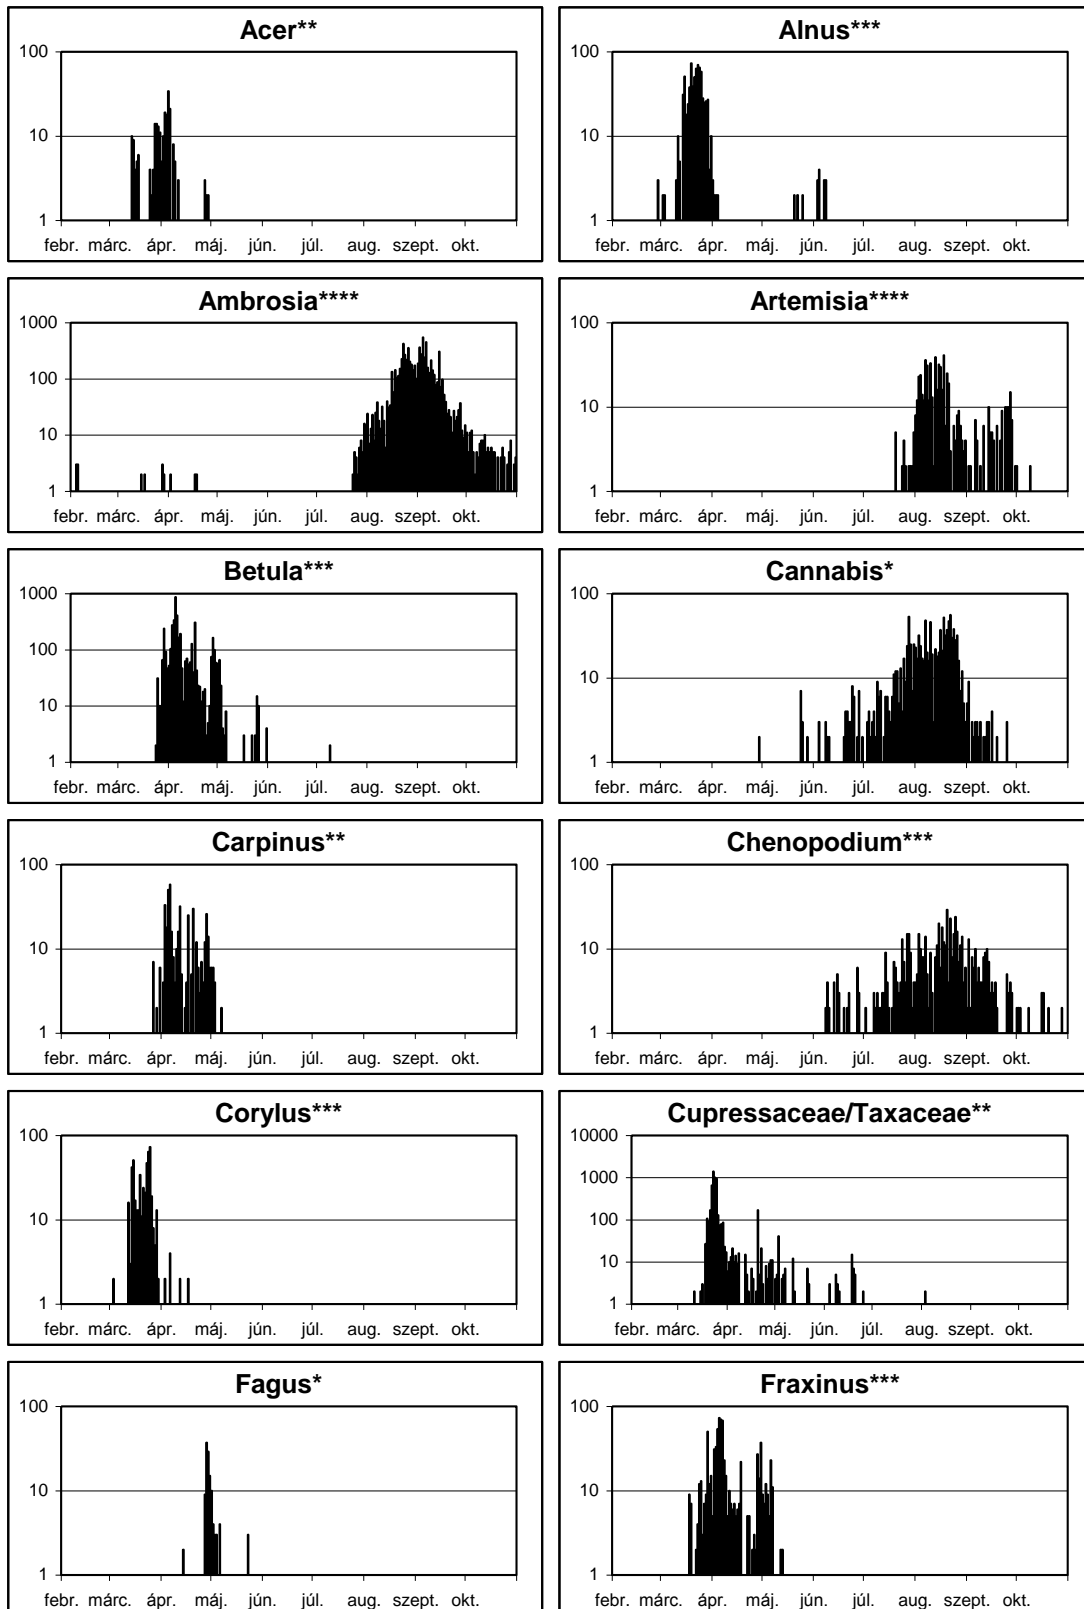 Acer**
100
10
1
febr. márc. ápr. máj. jún. júl. aug. szept. okt.
Alnus***
100
10
1
febr. márc. ápr. máj. jún. júl. aug. szept. okt.
Ambrosia****
1000
100
10
1
febr. márc. ápr. máj. jún. júl. aug. szept. okt.
Artemisia****
100
10
1
febr. márc. ápr. máj. jún. júl. aug. szept. okt.
Betula***
1000
100
10
1
febr. márc. ápr. máj. jún. júl. aug. szept. okt.
Cannabis*
100
10
1
febr. márc. ápr. máj. jún. júl. aug. szept. okt.
Carpinus**
100
10
1
febr. márc. ápr. máj. jún. júl. aug. szept. okt.
Chenopodium***
100
10
1
febr. márc. ápr. máj. jún. júl. aug. szept. okt.
Corylus***
100
10
1
febr. márc. ápr. máj. jún. júl. aug. szept. okt.
Cupressaceae/Taxaceae**
10000
1000
100
10
1
febr. márc. ápr. máj. jún. júl. aug. szept. okt.
Fagus*
100
10
1
febr. márc. ápr. máj. jún. júl. aug. szept. okt.
Fraxinus***
100
10
1
febr. márc. ápr. máj. jún. júl. aug. szept. okt.